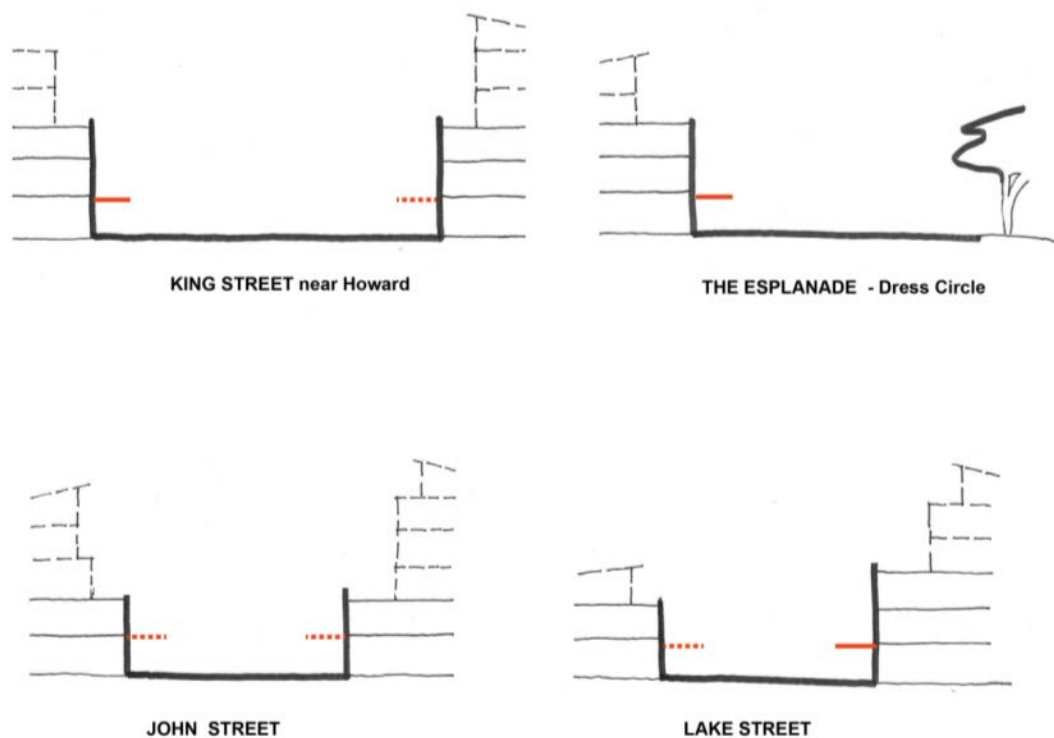 KING STREET near Howard
THE ESPLANADE - Dress Circle
JOHN STREET
LAKE STREET